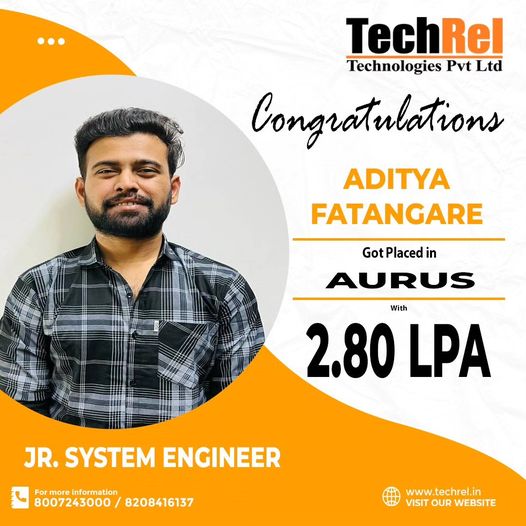 TechRel
Technologies Pvt Ltd
Congratulations
ADITYA
FATANGARE
Got Placed in
AURUS
With
2.80 LPA
JR. SYSTEM ENGINEER
For more information
8007243000 / 8208416137
www.techrel.in
VISIT OUR WEBSITE